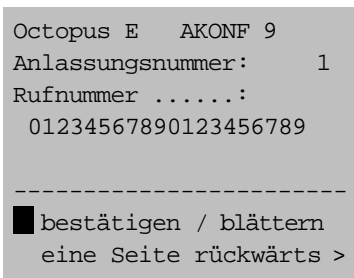 Octopus E AKONF 9
Anlassungsnummer: 1
Rufnummer ......:
01234567890123456789
------------------------
bestätigen / blättern
eine Seite rückwärts >